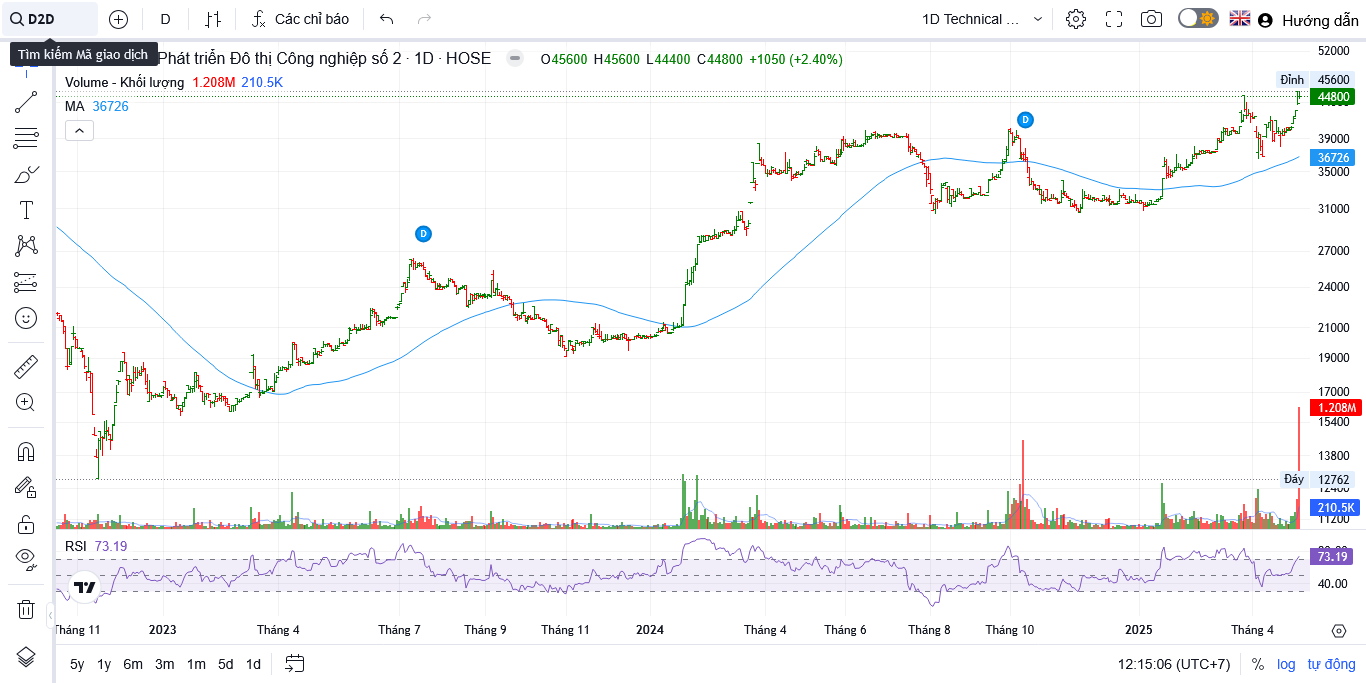 D2D
D
Các chỉ báo
1D Technical ...
Hướng dẫn
Tìm kiếm Mã giao dịch
Phát triển Đô thị Công nghiệp số 2 · 1D · HOSE
O45600 H45600 L44400 C44800 +1050 (+2.40%)
Volume - Khối lượng 1.208M 210.5K
MA 36726
52000
Đỉnh 45600
44800
39000
36726
35000
31000
27000
24000
21000
19000
17000
1.208M
15400
13800
Đáy 12762
12400
210.5K
11200
D
D
RSI 73.19
73.19
40.00
Tháng 11
2023
Tháng 4
Tháng 7
Tháng 9
Tháng 11
2024
Tháng 4
Tháng 6
Tháng 8
Tháng 10
2025
Tháng 4
5y 1y 6m 3m 1m 5d 1d
12:15:06 (UTC+7)
% log tự động